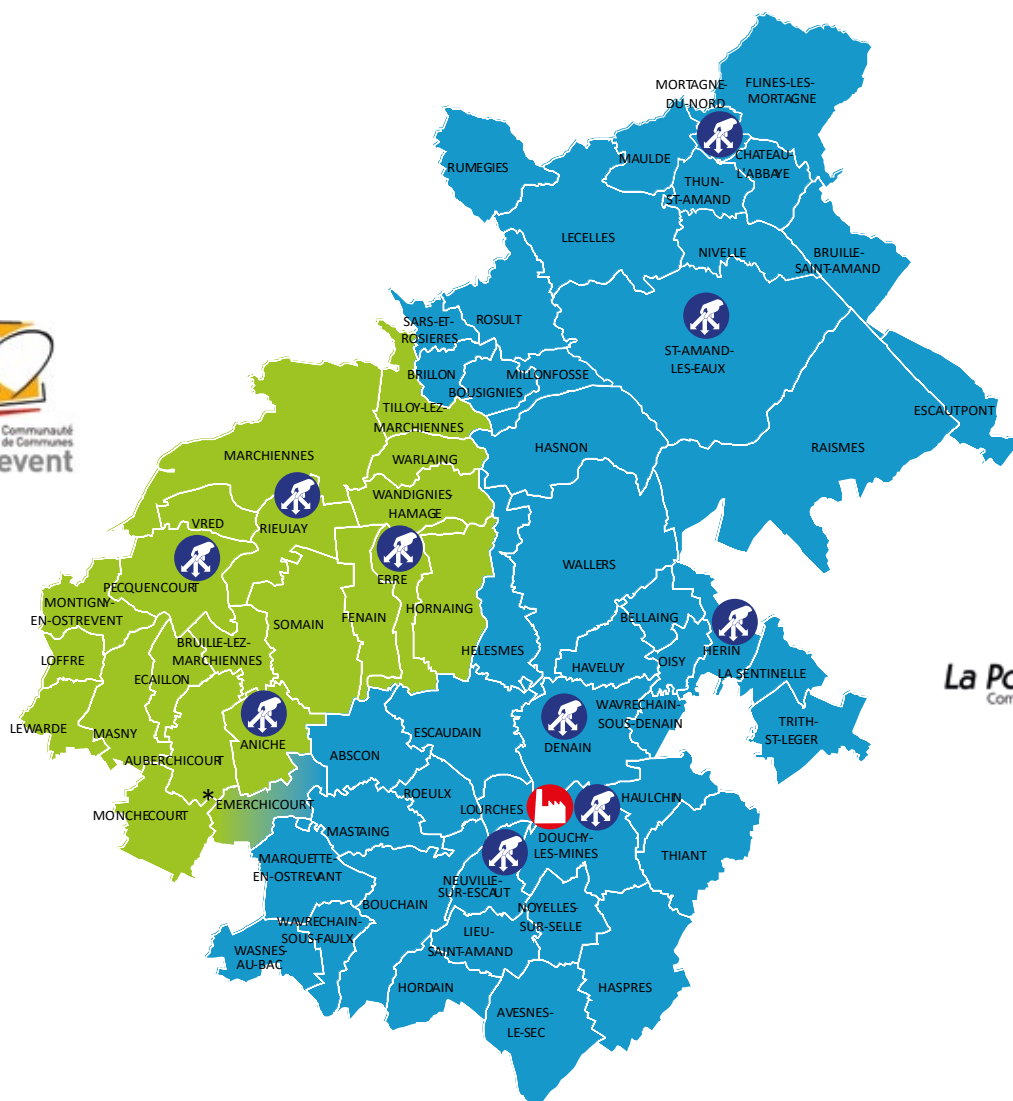 MORTAGNE-
DU-NORD
FLINES-LES-
MORTAGNE
RUMEGIES
MAULDE
CHATEAU-
L'ABBAYE
THUN-
ST-AMAND
LECELLES
NIVELLE
BRUILLE-
SAINT-AMAND
SARS-ET-
ROSIERES
ROSULT
ST-AMAND-
LES-EAUX
BRILLON
MILLONFOSSE
BOUSIGNIES
TILLOY-LEZ-
MARCHIENNES
ESCAUTPONT
Communauté
de Communes
MARCHIENNES
WARLAING
HASNON
RAISMES
WANDIGNIES-
HAMAGE
VRED
RIEULAY
WALLERS
ERRE
PECQUENCOURT
MONTIGNY-
EN-OSTREVENT
SOMAIN
FENAIN
HORNAING
BELLAING
BRUILLE-LEZ-
MARCHIENNES
HELESMES
HERIN
LOFFRE
ECAILLON
HAVELUY
OISY
LA SENTINELLE
La Po
LEWARDE
MASNY
ANICHE
ESCAUDAIN
DENAIN
WAVRECHAIN-
SOUS-DENAIN
TRITH-
ST-LEGER
AUBERCHICOURT
ABSCON
* EMERCHICOURT
MONCHECOURT
ROEULX
LOURCHES
HAULCHIN
MASTAING
DOUCHY-
LES-MINES
THIANT
MARQUETTE-
EN-OSTREVANT
NEUVILLE-
SUR-ESCAUT
BOUCHAIN
NOYELLES-
SUR-SELLE
WAVRECHAIN-
SOUS-FAULX
LIEU-
SAINT-AMAND
WASNES-
AU-BAC
HORDAIN
HASPRES
AVESNES-
LE-SEC